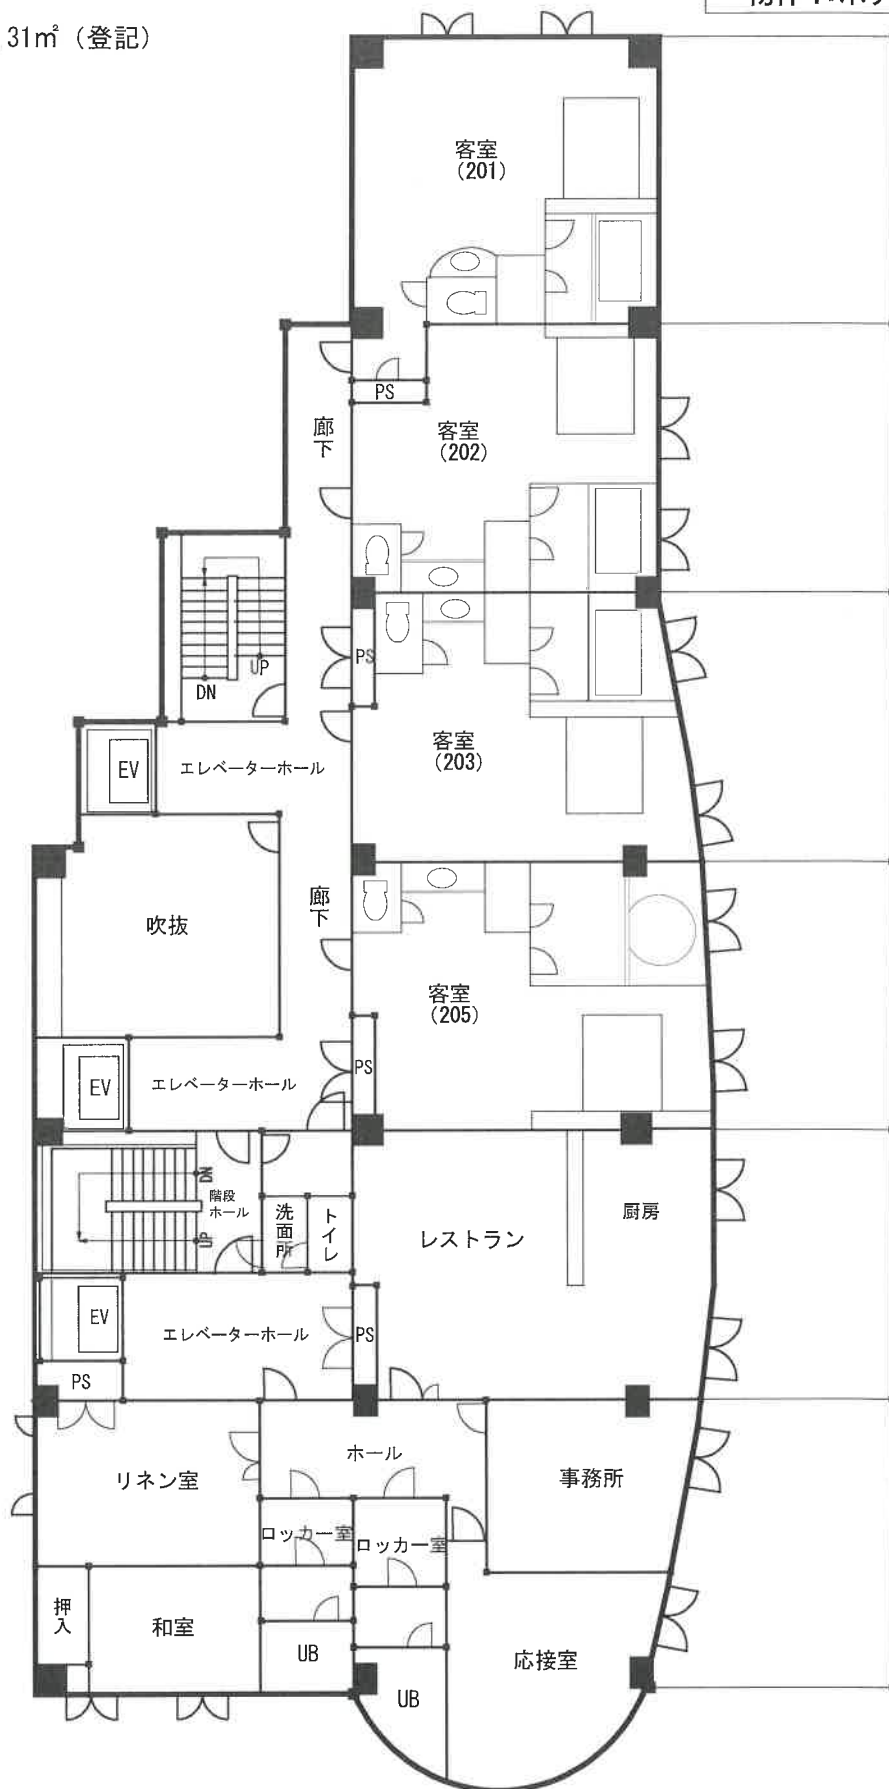 31㎡（登記）
客室
(201)
PS
廊下
客室
(202)
UP
DN
PS
EV
エレベーターホール
客室
(203)
吹抜
廊下
客室
(205)
EV
エレベーターホール
PS
DN
階段
ホール
UP
洗面所
トイレ
レストラン
厨房
EV
エレベーターホール
PS
PS
リネン室
ホール
事務所
ロッカー室
ロッカー室
押入
和室
UB
UB
応接室